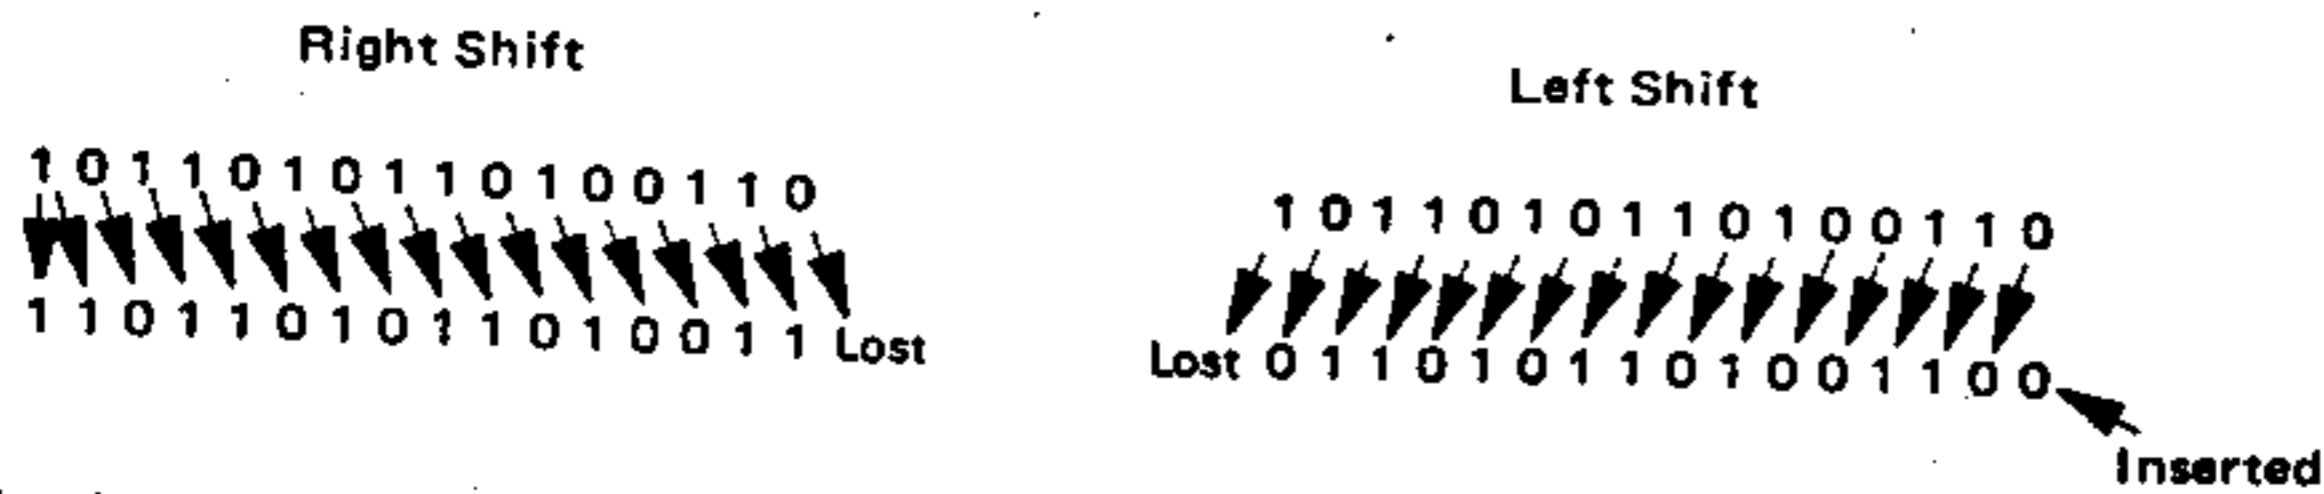 Right Shift
1 0 1 1 0 1 0 1 1 0 1 0 0 1 1 0
1 1 0 1 1 0 1 0 1 1 0 1 0 0 1 1 Lost
Left Shift
1 0 1 1 0 1 0 1 1 0 1 0 0 1 1 0
Lost 0 1 1 0 1 0 1 1 0 1 0 0 1 1 0 0
Inserted